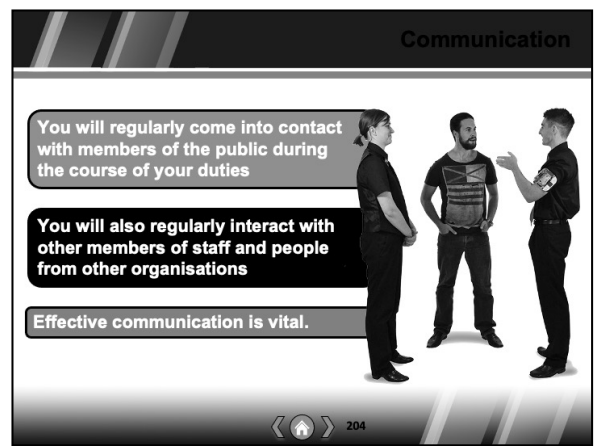 Communication
You will regularly come into contact
with members of the public during
the course of your duties
You will also regularly interact with
other members of staff and people
from other organisations
Effective communication is vital.
204